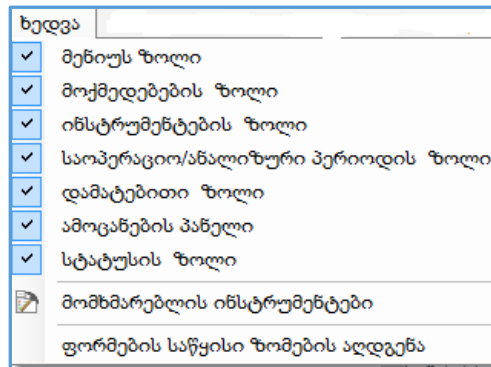 ხედვა
მენიუს ზოლი
მოქმედებების ზოლი
ინსტრუმენტების ზოლი
საოპერაციო/ანალიზური პერიოდის ზოლი
დამატებითი ზოლი
ამოცანების პანელი
სტატუსის ზოლი
მომხმარებლის ინსტრუმენტები
ფორმების საწყისი ზომების აღდგენა